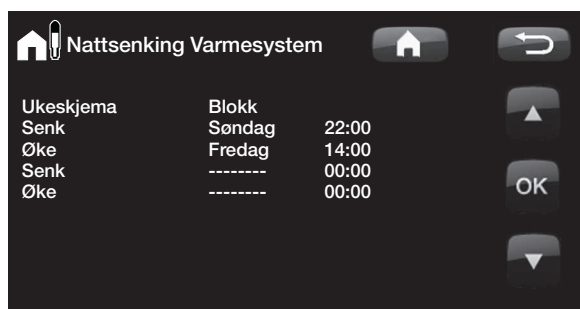 Nattsenking Varmesystem
Ukeskjema Blokk
Senk Søndag 22:00
Øke Fredag 14:00
Senk -------- 00:00
Øke -------- 00:00
OK